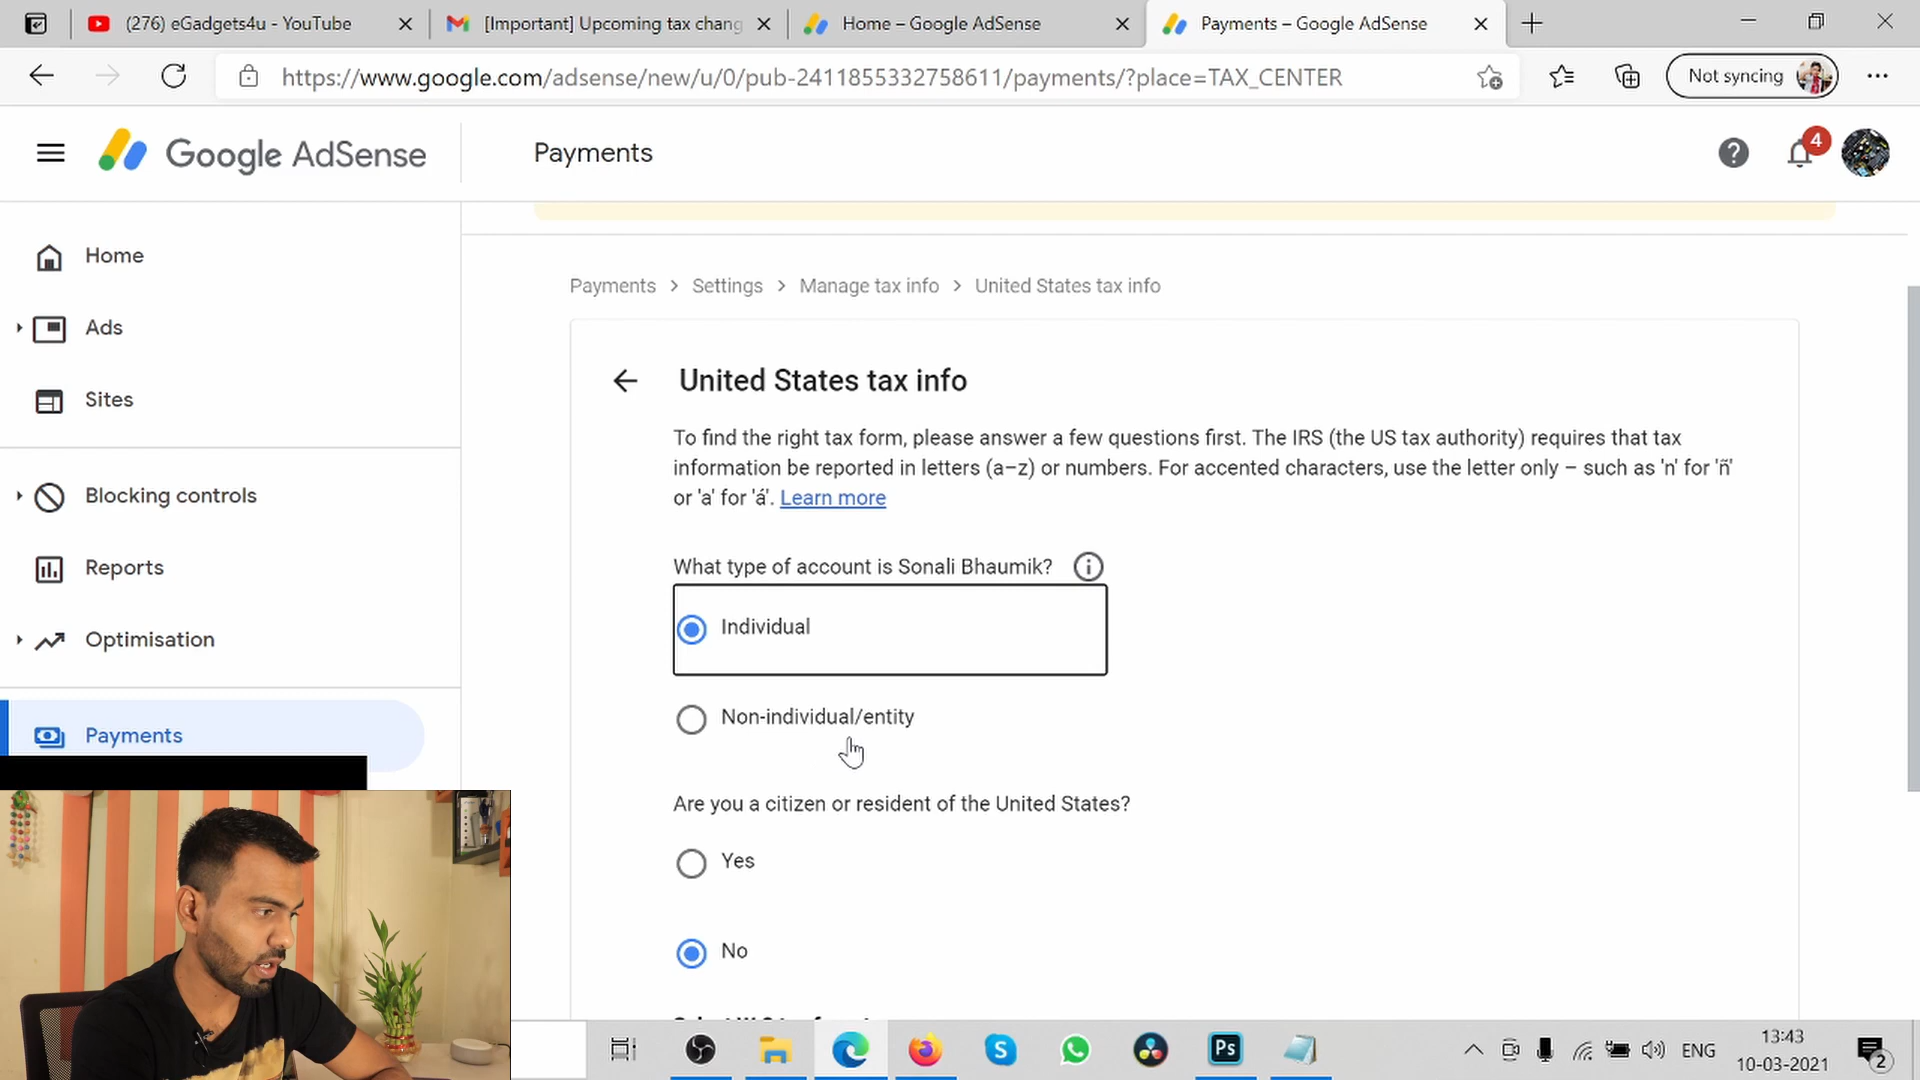 (276) eGadgets4u - YouTube
[Important] Upcoming tax chang
Home – Google AdSense
Payments – Google AdSense
https://www.google.com/adsense/new/u/0/pub-2411855332758611/payments/?place=TAX_CENTER
Not syncing
Google AdSense
Payments
4
Home
Ads
Sites
Blocking controls
Reports
Optimisation
Payments
Payments > Settings > Manage tax info > United States tax info
United States tax info
To find the right tax form, please answer a few questions first. The IRS (the US tax authority) requires that tax
information be reported in letters (a–z) or numbers. For accented characters, use the letter only – such as 'n' for 'ñ'
or 'a' for 'á'. Learn more
What type of account is Sonali Bhaumik?
Individual
Non-individual/entity
Are you a citizen or resident of the United States?
Yes
No
Ps
ENG
13:43
10-03-2021
2